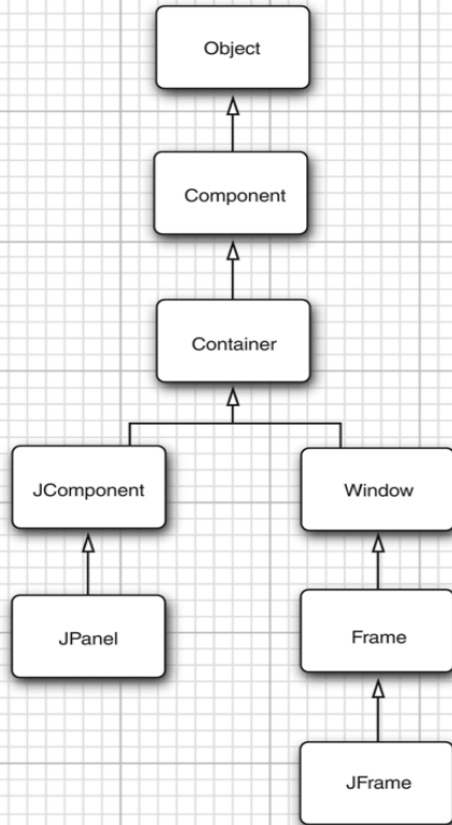 Object
Component
Container
JComponent
Window
JPanel
Frame
JFrame